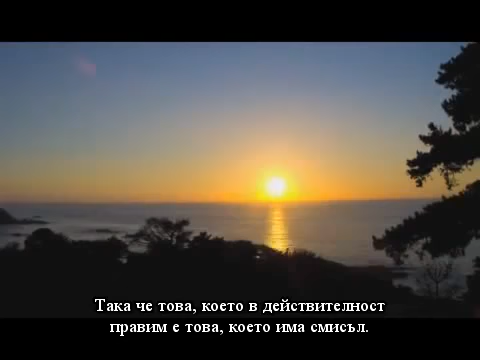 Така че това, което в действителност
правим е това, което има смисъл.